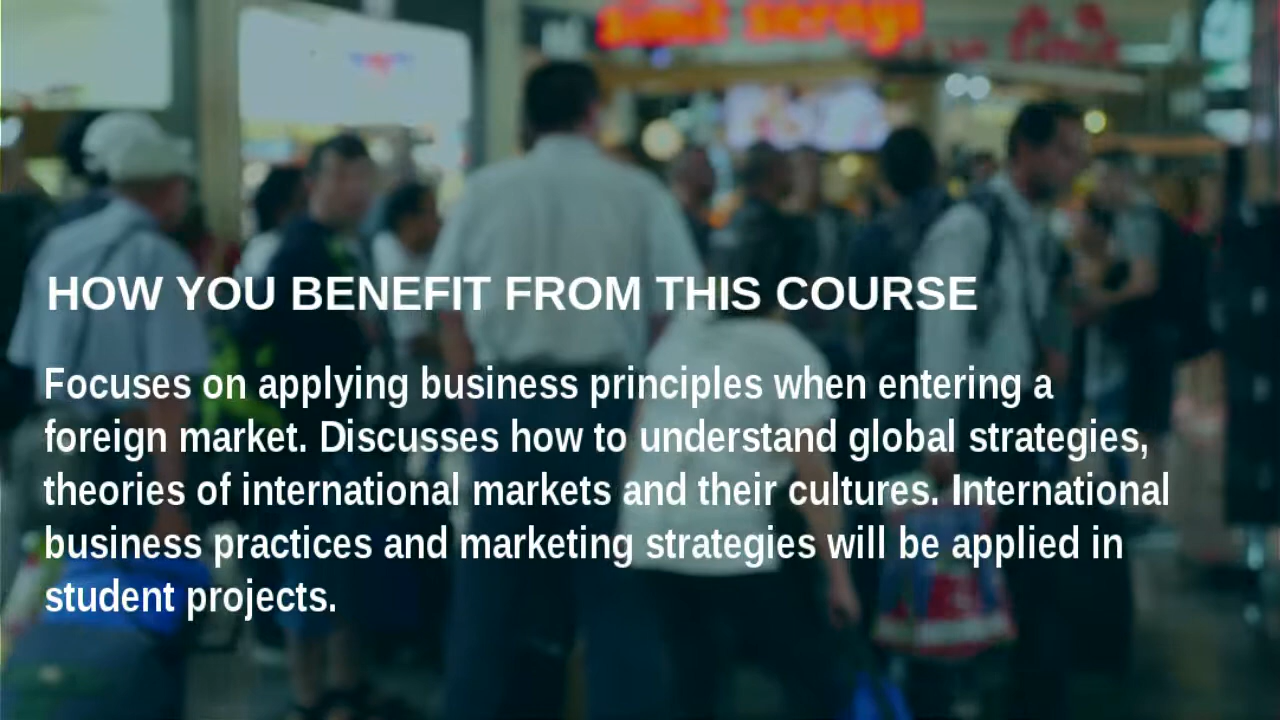 simit sarayı
HOW YOU BENEFIT FROM THIS COURSE
Focuses on applying business principles when entering a
foreign market. Discusses how to understand global strategies,
theories of international markets and their cultures. International
business practices and marketing strategies will be applied in
student projects.